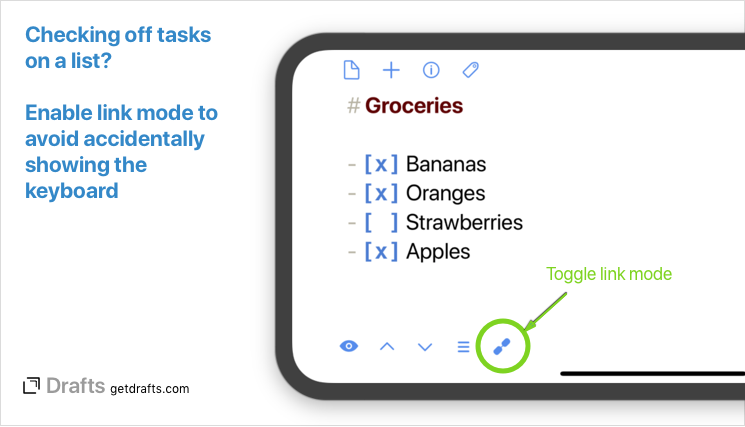 Checking off tasks
on a list?
Enable link mode to
avoid accidentally
showing the
keyboard
# Groceries
- [x] Bananas
- [x] Oranges
- [ ] Strawberries
- [x] Apples
Toggle link mode
Drafts getdrafts.com